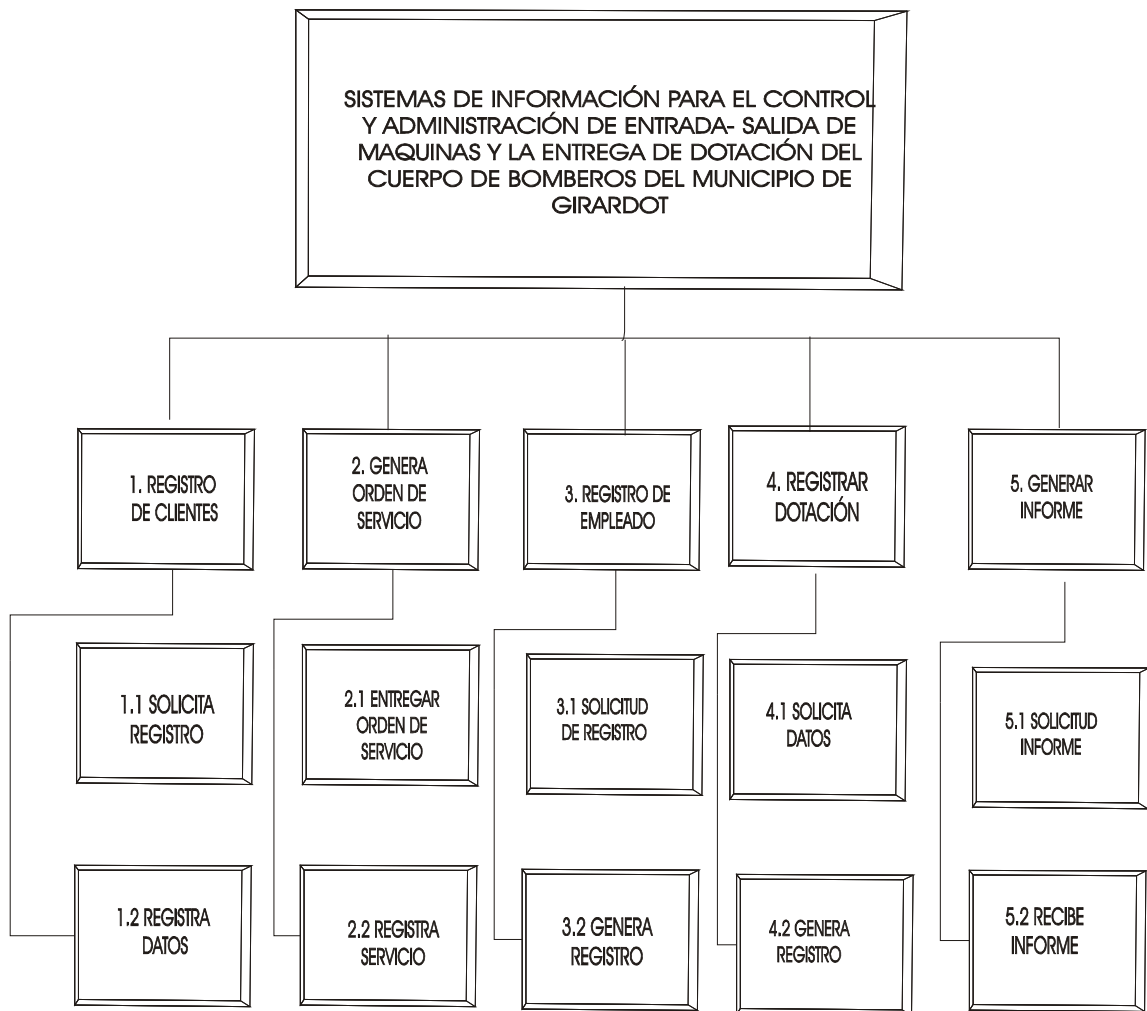 SISTEMAS DE INFORMACIÓN PARA EL CONTROL
Y ADMINISTRACIÓN DE ENTRADA- SALIDA DE
MAQUINAS Y LA ENTREGA DE DOTACIÓN DEL
CUERPO DE BOMBEROS DEL MUNICIPIO DE
GIRARDOT
1. REGISTRO
DE CLIENTES
2. GENERA
ORDEN DE
SERVICIO
3. REGISTRO DE
EMPLEADO
4. REGISTRAR
DOTACIÓN
5. GENERAR
INFORME
1.1 SOLICITA
REGISTRO
2.1 ENTREGAR
ORDEN DE
SERVICIO
3.1 SOLICITUD
DE REGISTRO
4.1 SOLICITA
DATOS
5.1 SOLICITUD
INFORME
1.2 REGISTRA
DATOS
2.2 REGISTRA
SERVICIO
3.2 GENERA
REGISTRO
4.2 GENERA
REGISTRO
5.2 RECIBE
INFORME